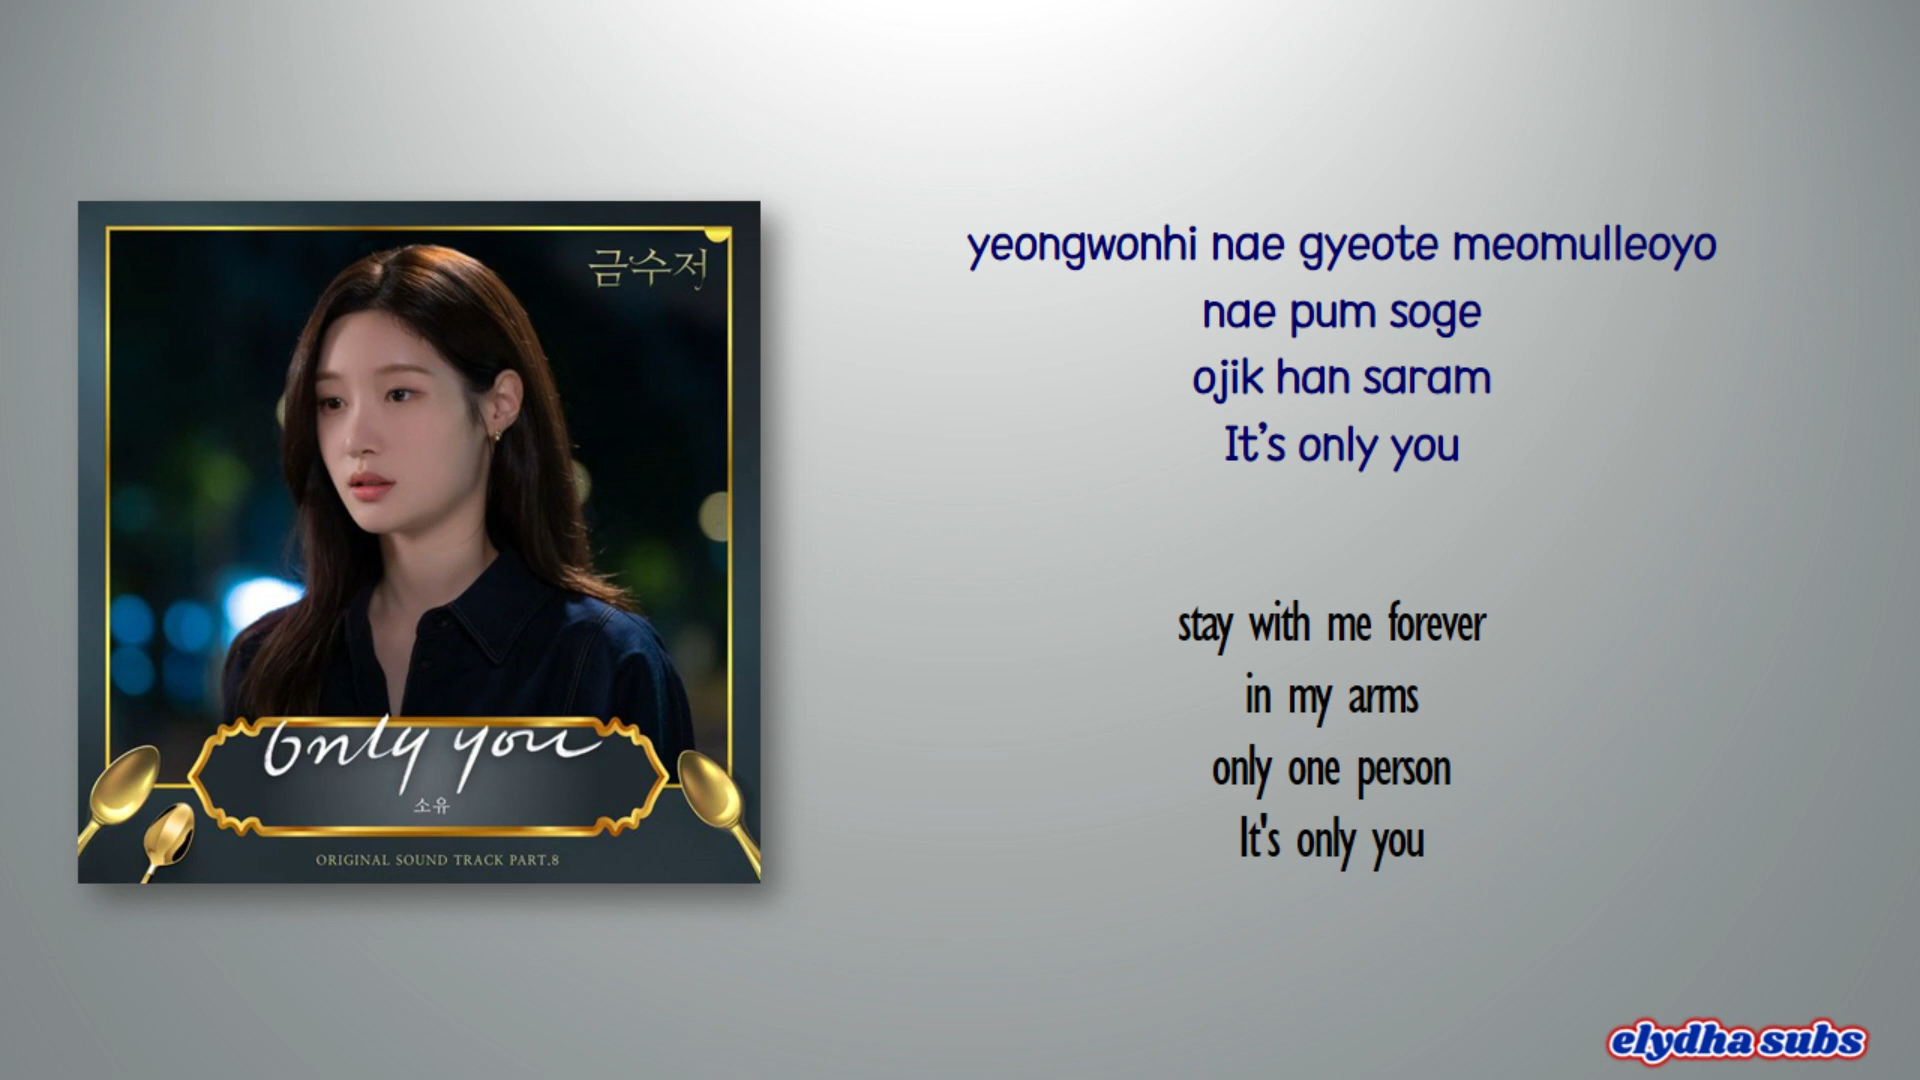 금수저
only you
소유
ORIGINAL SOUND TRACK PART.8
yeongwonhi nae gyeote meomulleoyo
nae pum soge
ojik han saram
It’s only you
stay with me forever
in my arms
only one person
It's only you
elydha subs